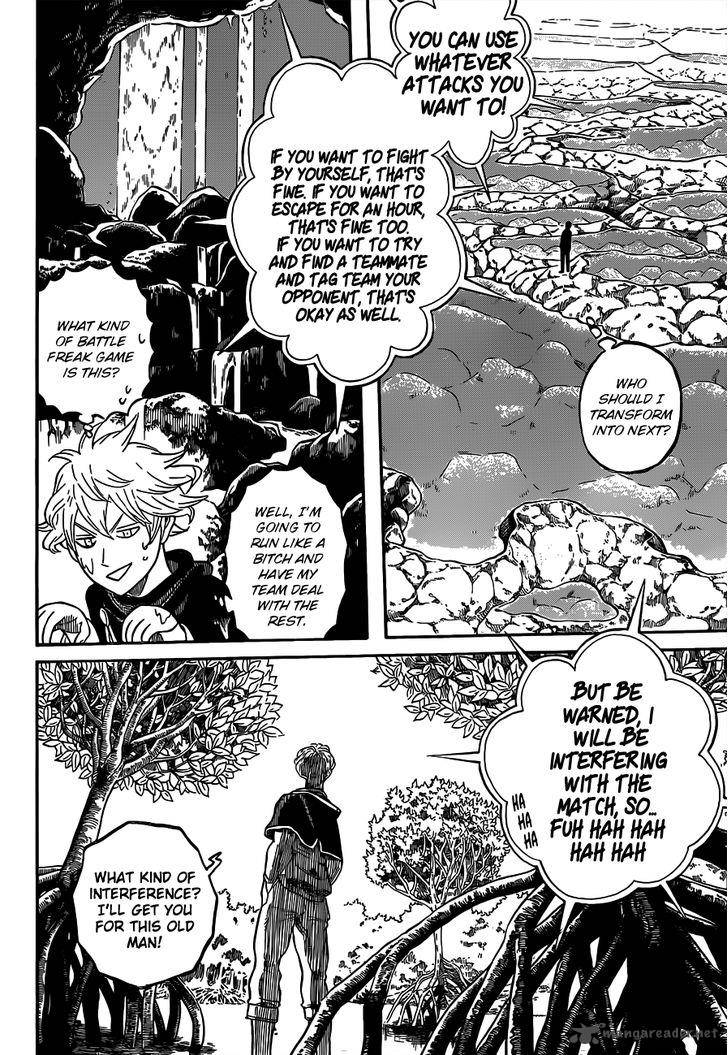 YOU CAN USE
WHATEVER
ATTACKS YOU
WANT TO!
IF YOU WANT TO FIGHT
BY YOURSELF, THAT'S
FINE. IF YOU WANT TO
ESCAPE FOR AN HOUR,
THAT'S FINE TOO.
IF YOU WANT TO TRY
AND FIND A TEAMMATE
AND TAG TEAM YOUR
OPPONENT, THAT'S
OKAY AS WELL.
WHO
SHOULD I
TRANSFORM
INTO NEXT?
WHAT KIND
OF BATTLE
FREAK GAME
IS THIS?
WELL, I'M
GOING TO
RUN LIKE A
BITCH AND
HAVE MY
TEAM DEAL
WITH THE
REST.
BUT BE
WARNED, I
WILL BE
INTERFERING
WITH THE
MATCH, SO...
FUH HAH HAH
HAH HAH
HA
HA
HA
WHAT KIND OF
INTERFERENCE?
I'LL GET YOU
FOR THIS OLD
MAN!
mangareader.net